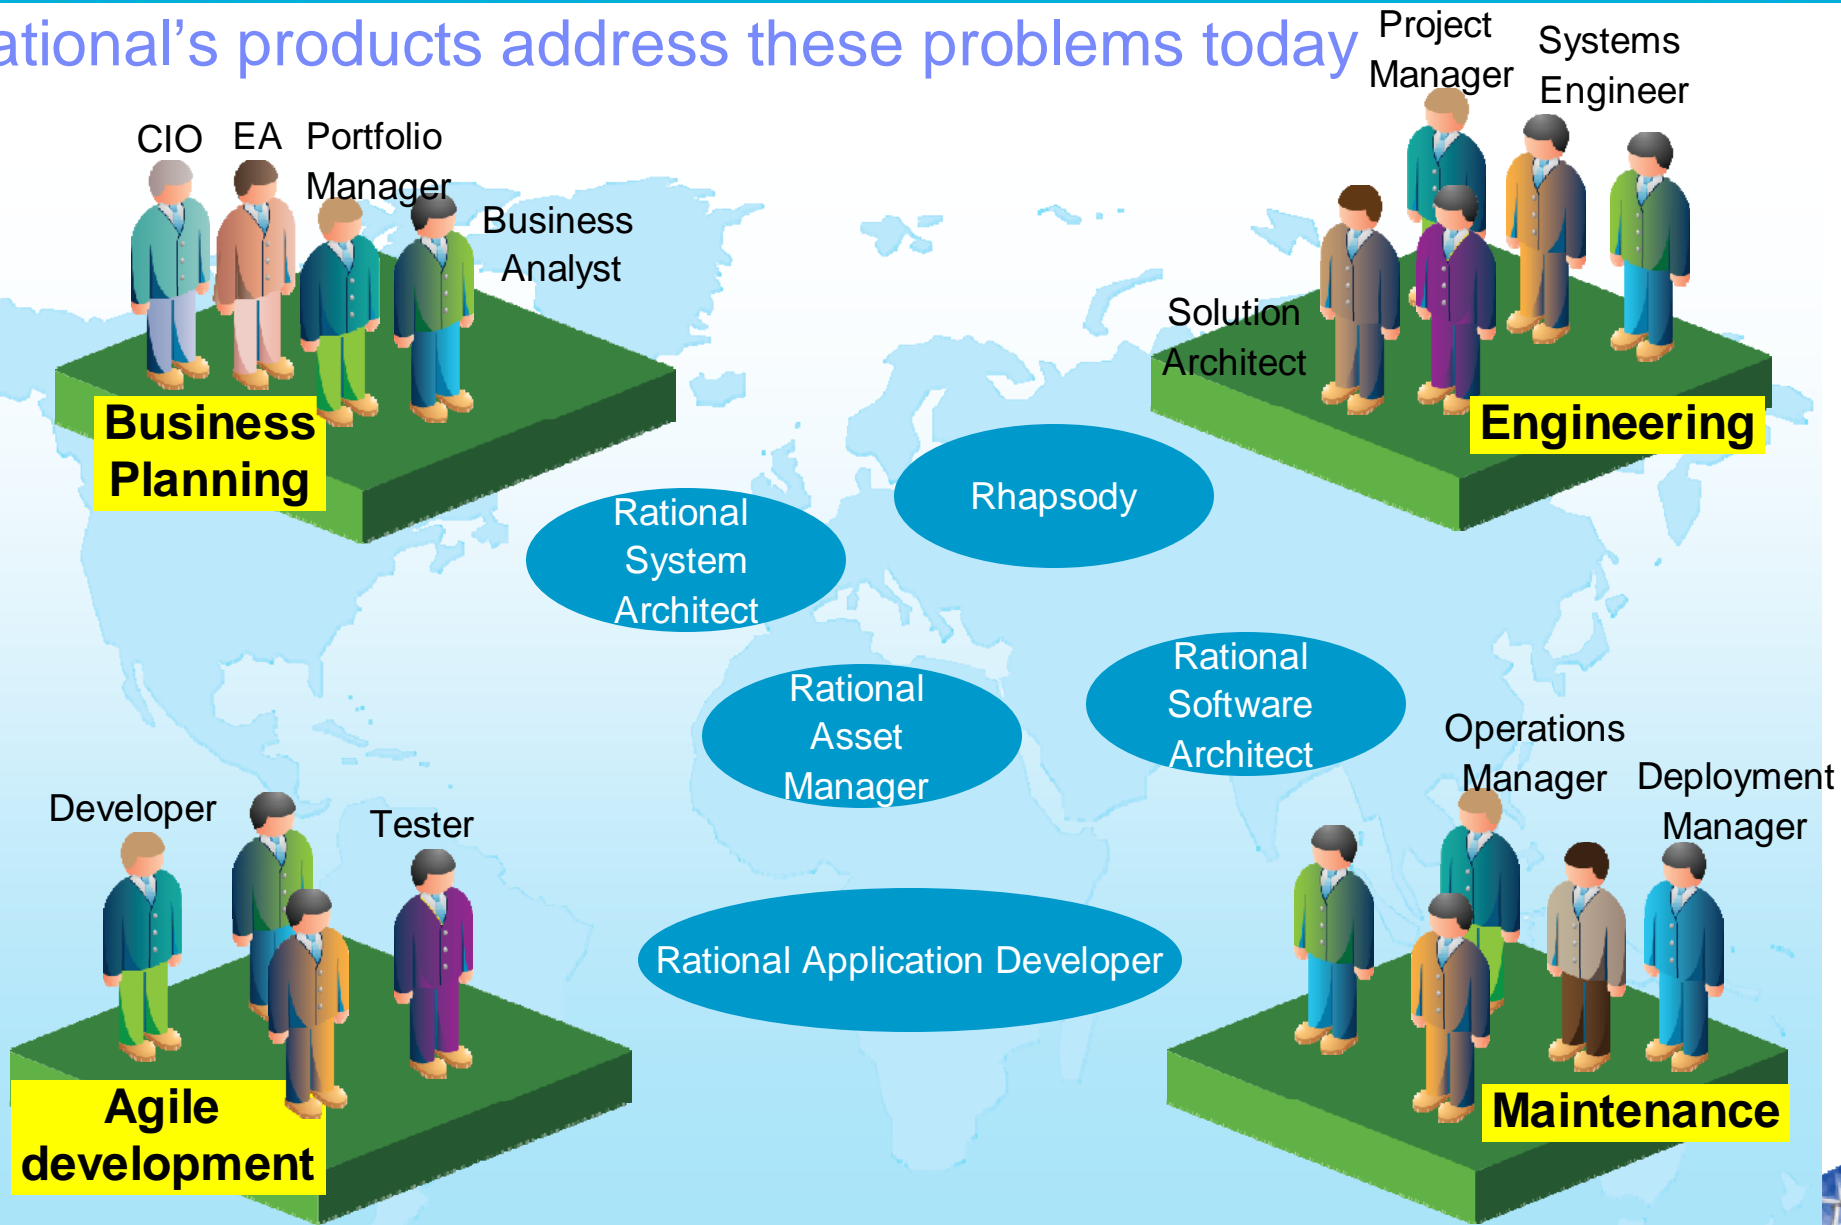 ational's products address these problems today
Project
Manager
Systems
Engineer
CIO
EA
Portfolio
Manager
Business
Analyst
Solution
Architect
Business
Planning
Engineering
Rational
System
Architect
Rhapsody
Rational
Asset
Manager
Rational
Software
Architect
Operations
Manager
Deployment
Manager
Developer
Tester
Rational Application Developer
Agile
development
Maintenance